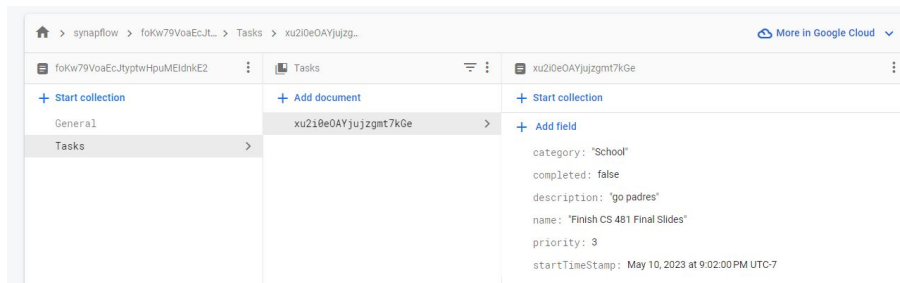 synapflow > foKw79VoaEcJt... > Tasks > xu2i0eOAYjujzg...
More in Google Cloud
foKw79VoaEcJtyptwHpuMEIdnkE2
Tasks
xu2i0eOAYjujzgmt7kGe
+ Start collection
+ Add document
+ Start collection
General
Tasks
xu2i0eOAYjujzgmt7kGe
+ Add field
category: "School"
completed: false
description: "go padres"
name: "Finish CS 481 Final Slides"
priority: 3
startTimeStamp: May 10, 2023 at 9:02:00 PM UTC-7